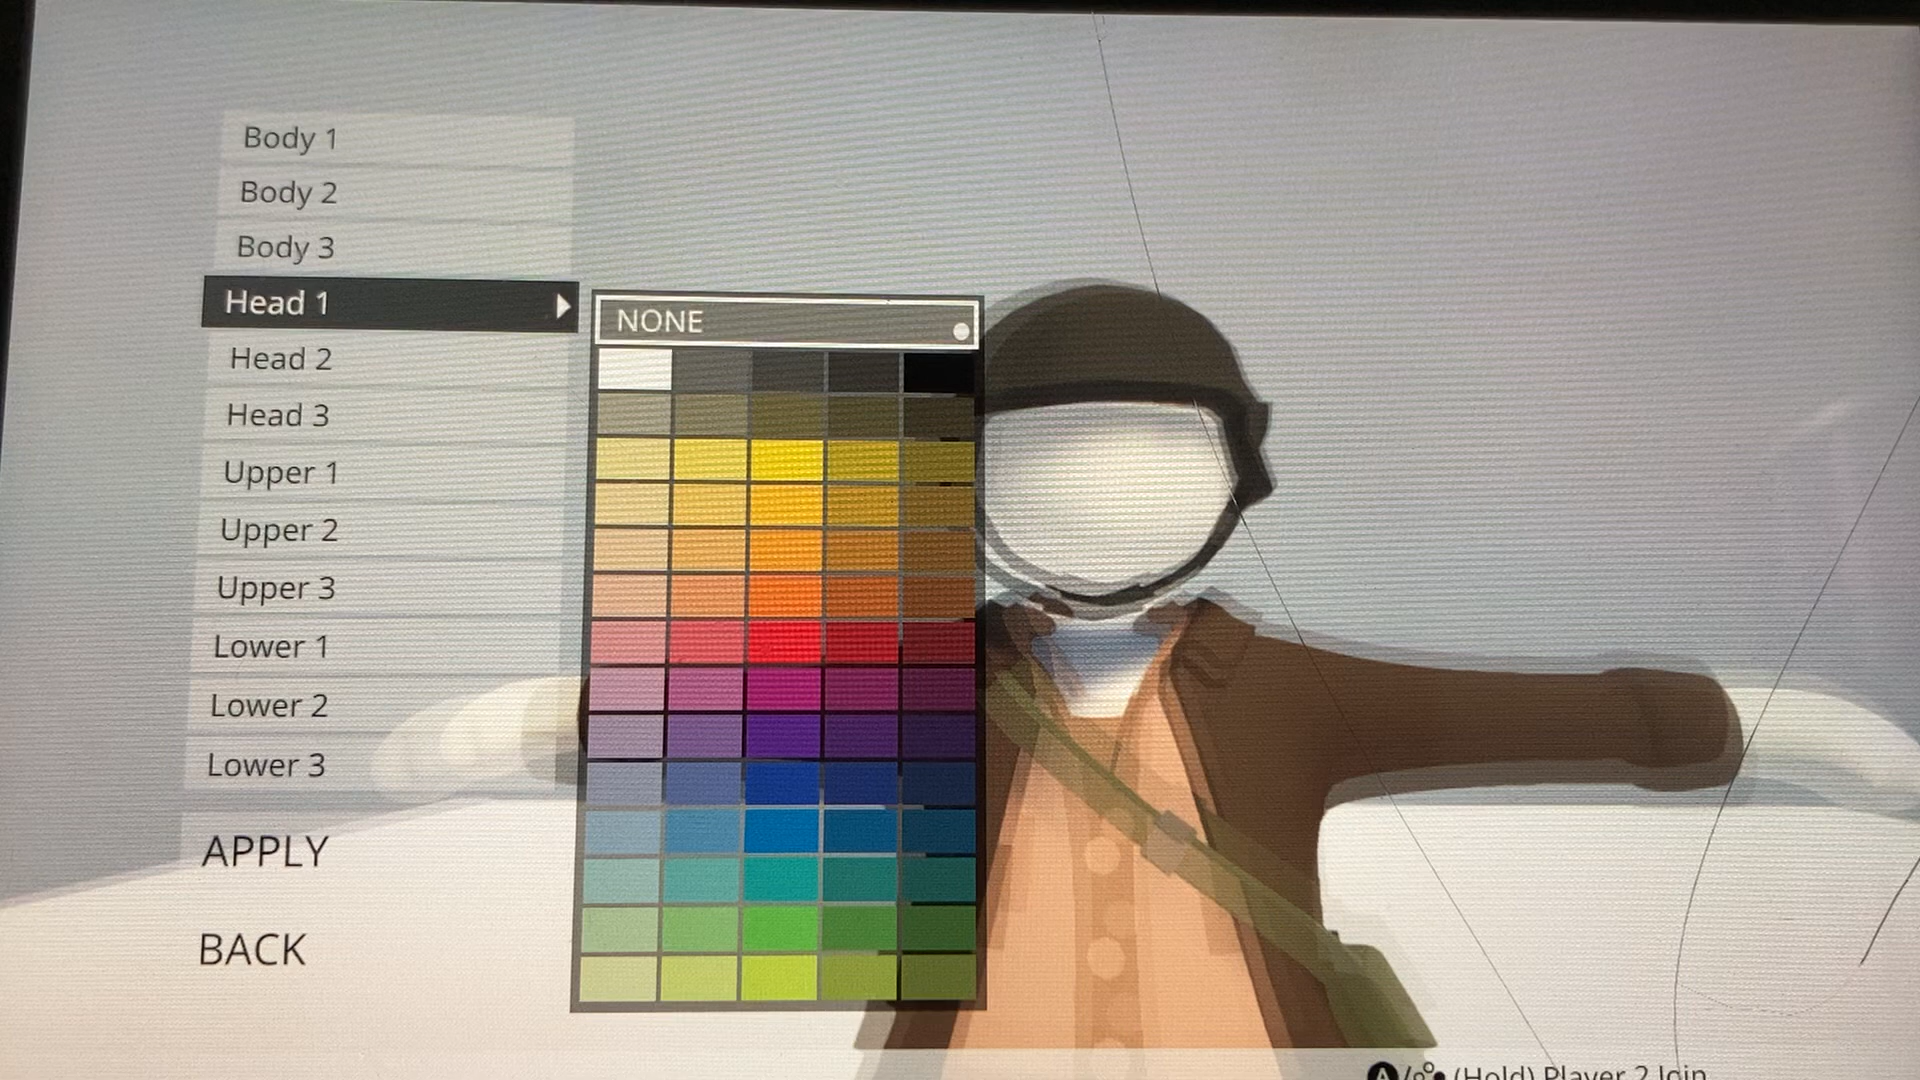 Body 1
Body 2
Body 3
Head 1
NONE
Head 2
Head 3
Upper 1
Upper 2
Upper 3
Lower 1
Lower 2
Lower 3
APPLY
BACK
A/ (Hold) Player 2 Join